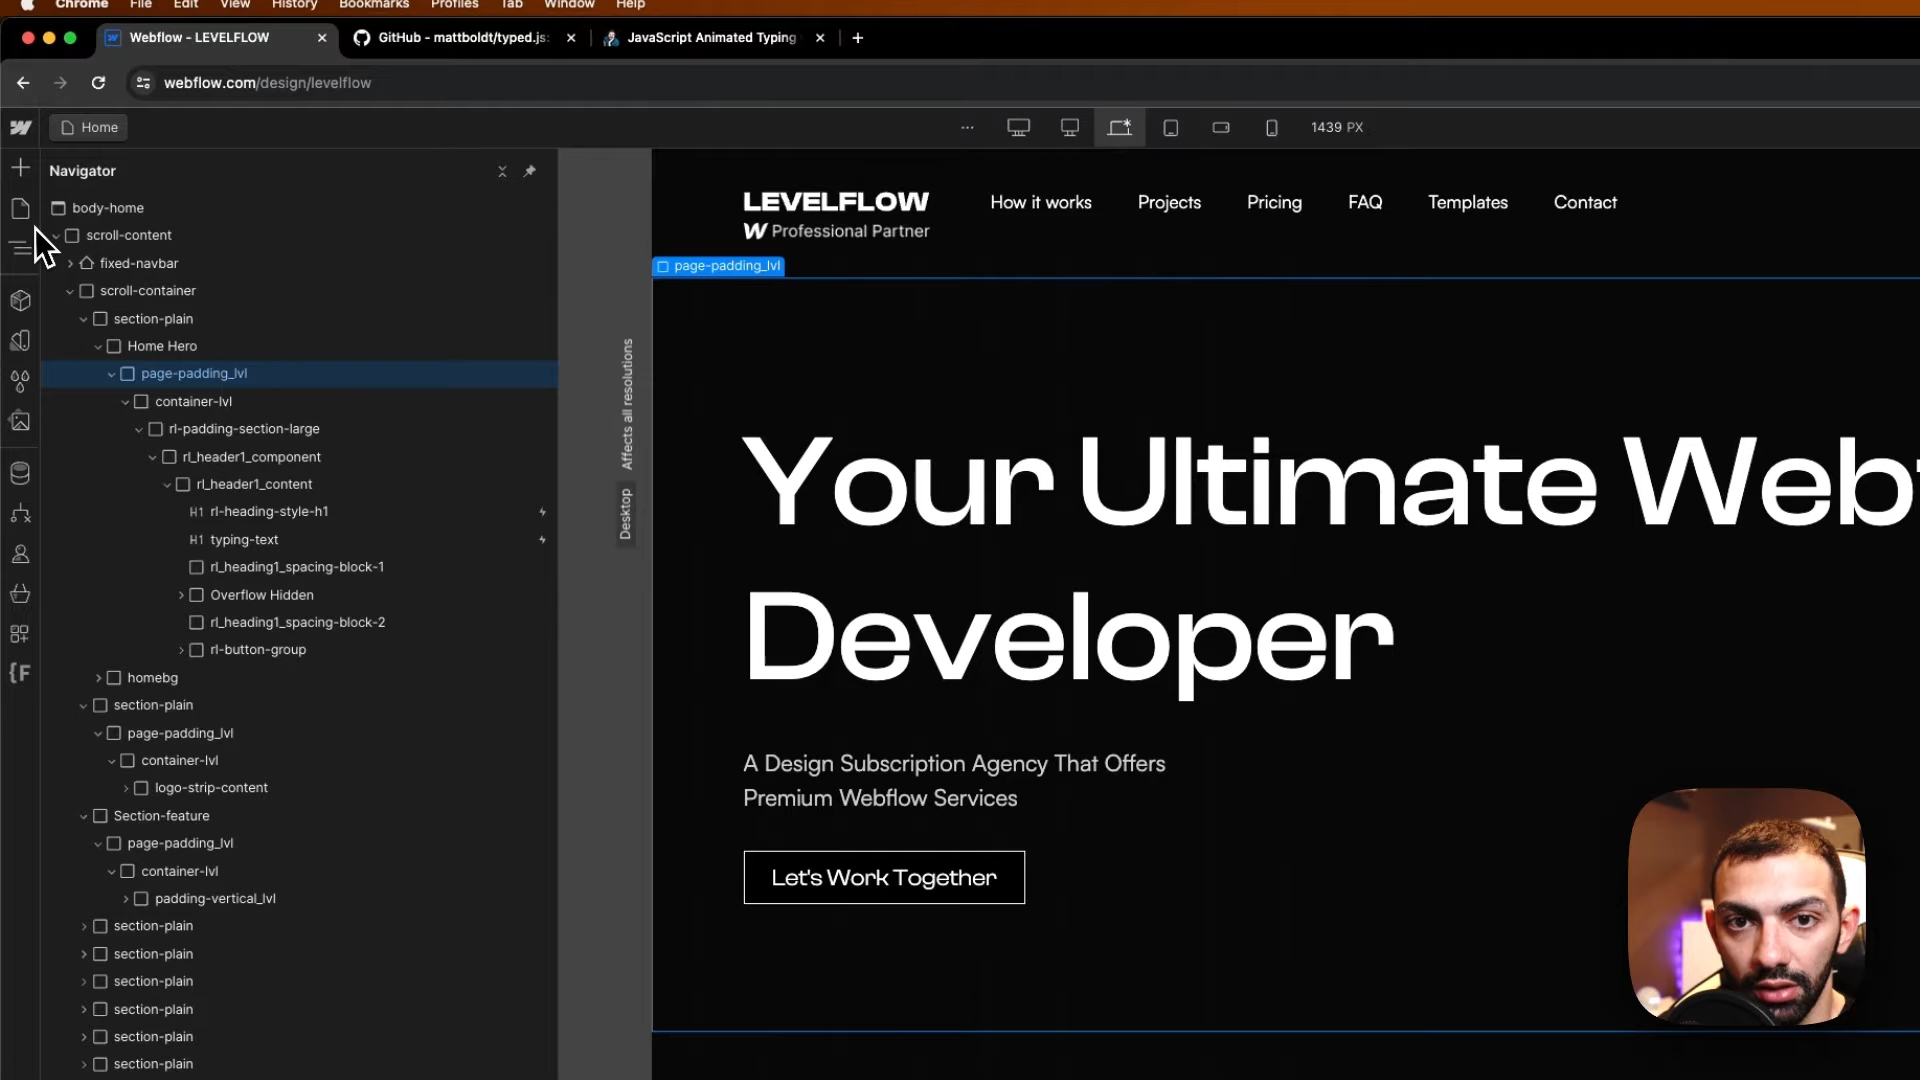 Chrome File Edit View History Bookmarks Profiles Tab Window Help
Webflow - LEVELFLOW
GitHub - mattboldt/typed.js:
JavaScript Animated Typing
webflow.com/design/levelflow
Home
1439 PX
Navigator
body-home
scroll-content
fixed-navbar
scroll-container
section-plain
Home Hero
page-padding_lvl
container-lvl
rl-padding-section-large
rl_header1_component
rl_header1_content
H1 rl-heading-style-h1
H1 typing-text
rl_heading1_spacing-block-1
Overflow Hidden
rl_heading1_spacing-block-2
rl-button-group
homebg
section-plain
page-padding_lvl
container-lvl
logo-strip-content
Section-feature
page-padding_lvl
container-lvl
padding-vertical_lvl
section-plain
section-plain
section-plain
section-plain
section-plain
section-plain
Affects all resolutions
Desktop
LEVELFLOW
W Professional Partner
How it works
Projects
Pricing
FAQ
Templates
Contact
page-padding_lvl
Your Ultimate Web
Developer
A Design Subscription Agency That Offers
Premium Webflow Services
Let's Work Together